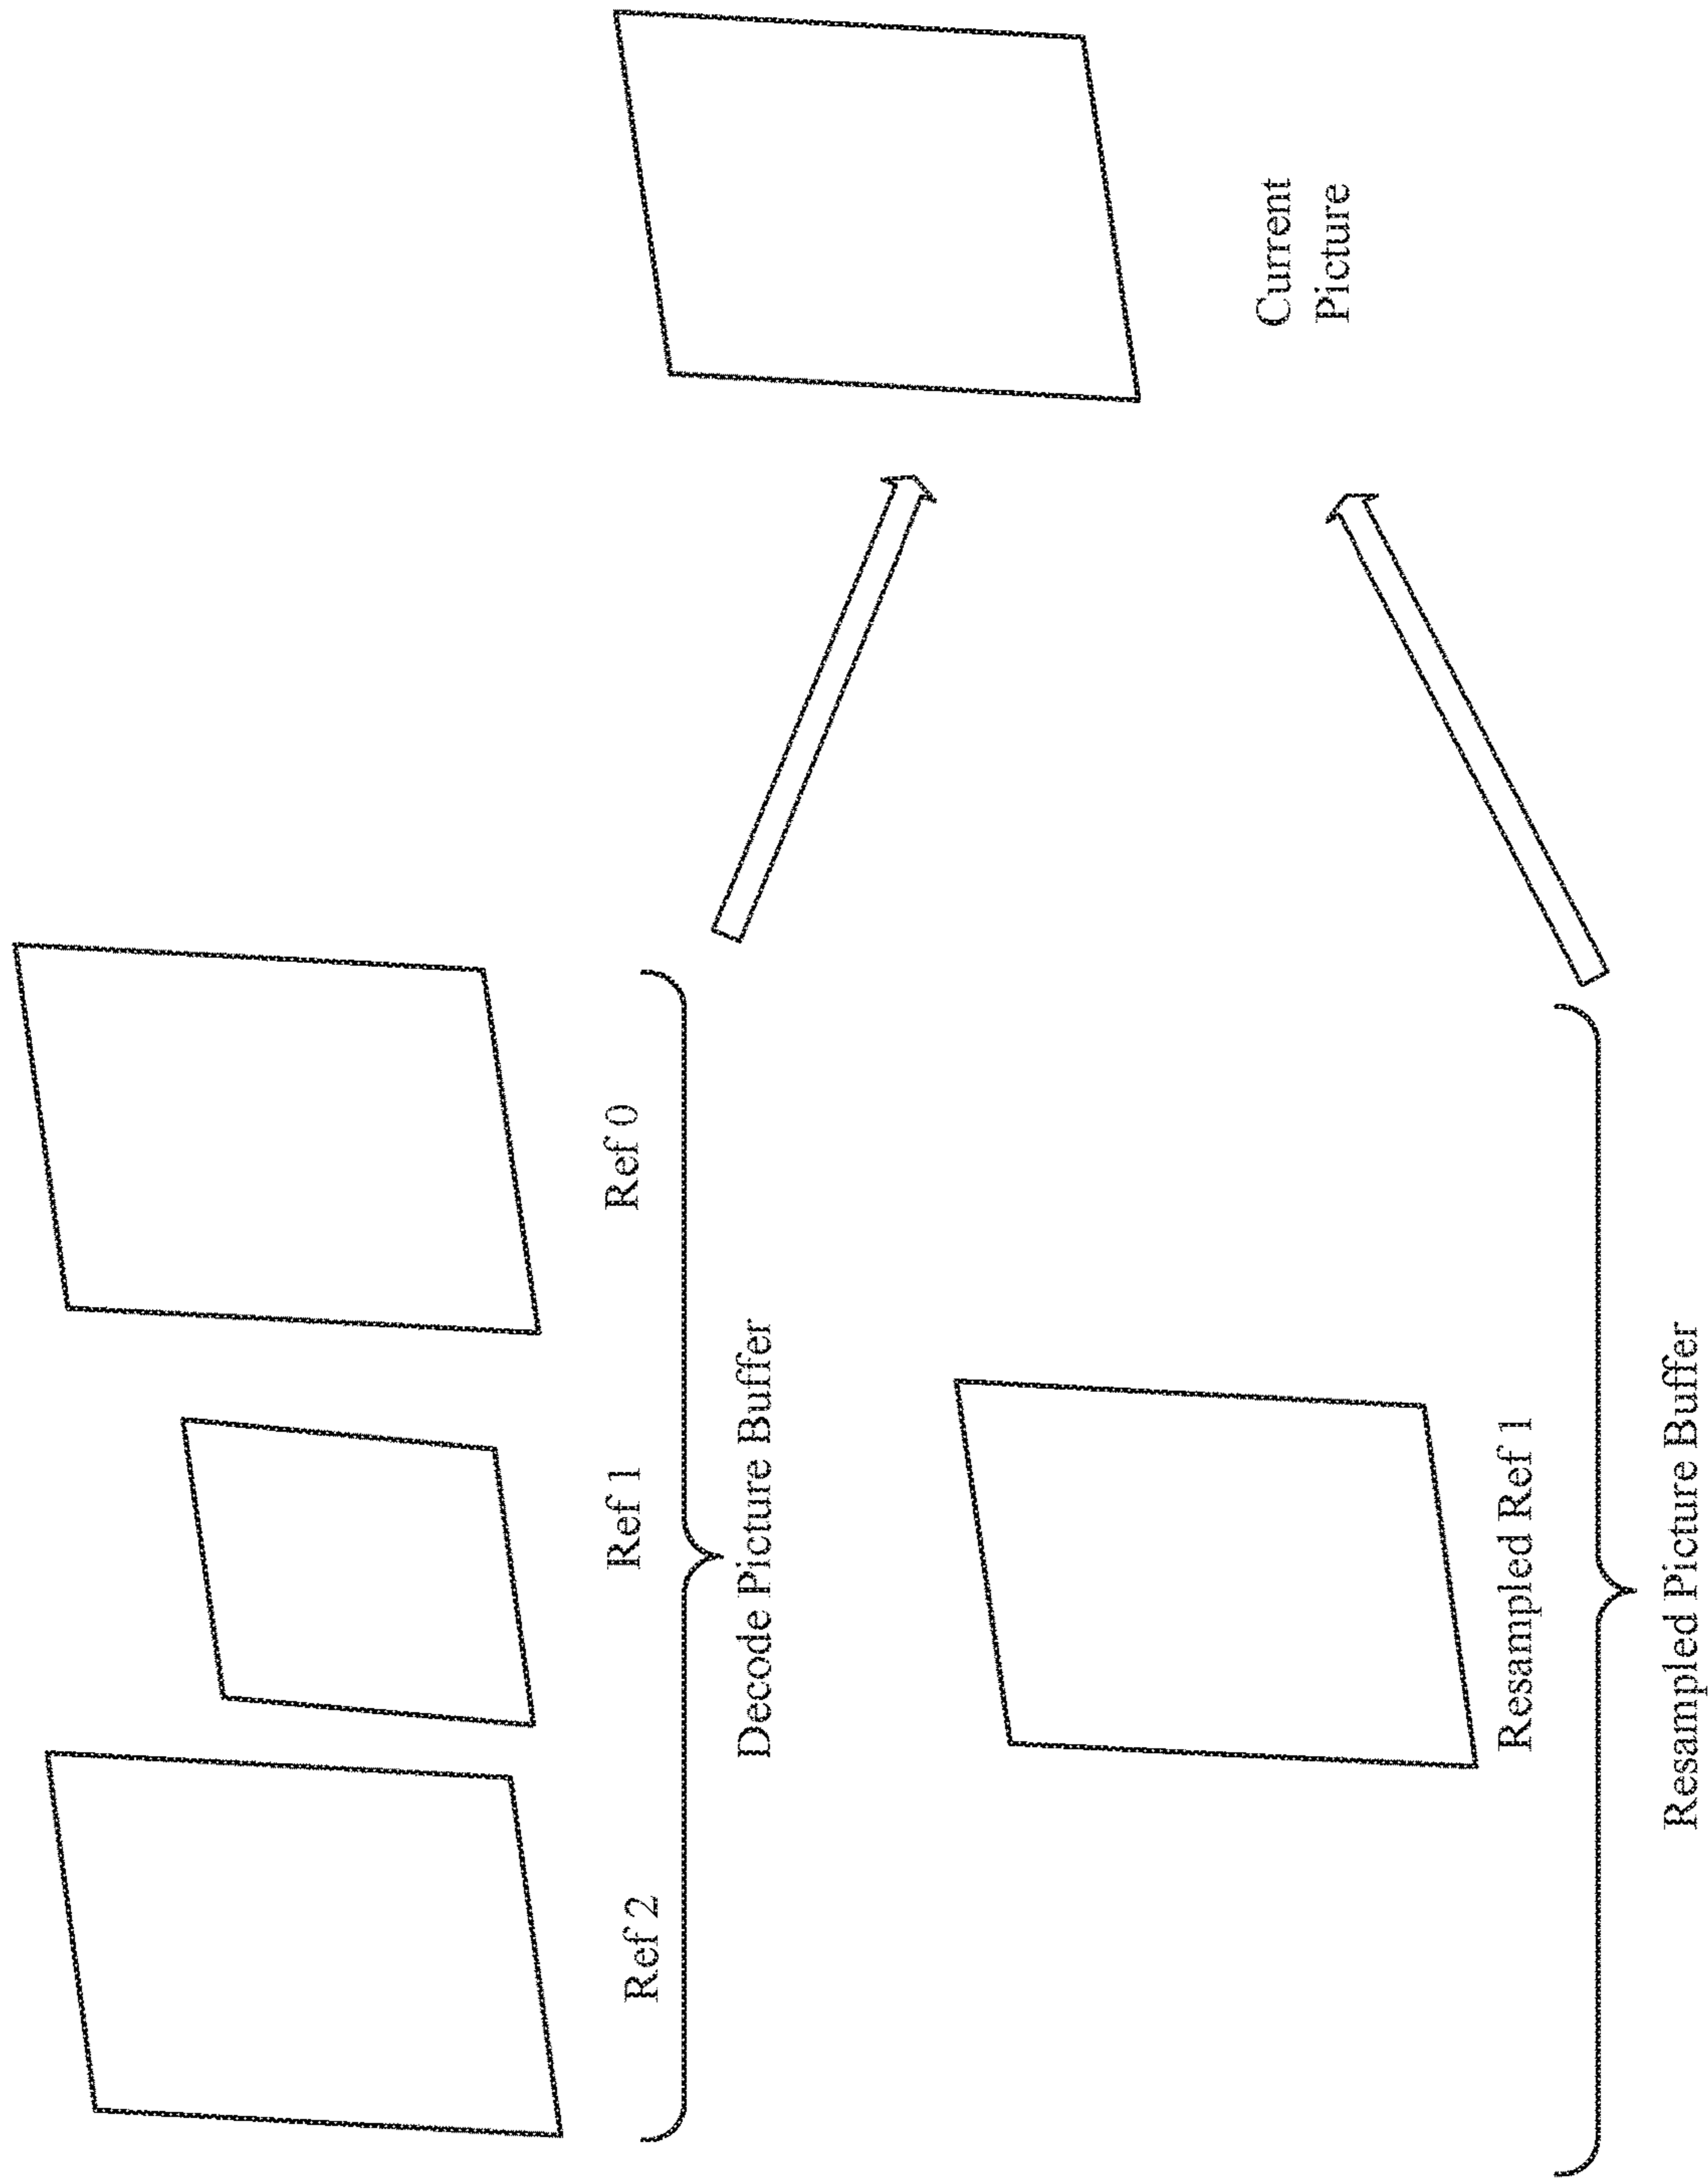 Ref 2
Ref 1
Ref 0
Decode Picture Buffer
Current
Picture
Resampled Ref 1
Resampled Picture Buffer